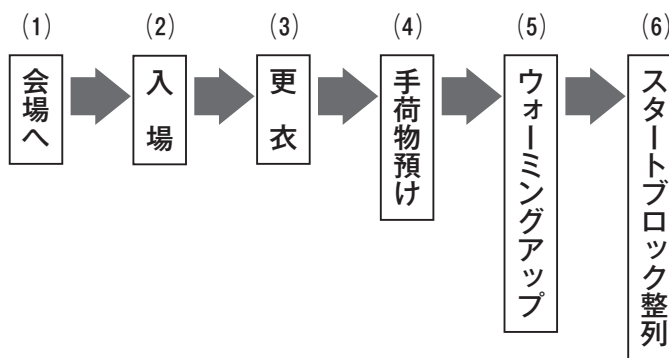 (1)
会場へ
(2)
入場
(3)
更衣
(4)
手荷物預け
(5)
ウォーミングアップ
(6)
スタートブロック整列